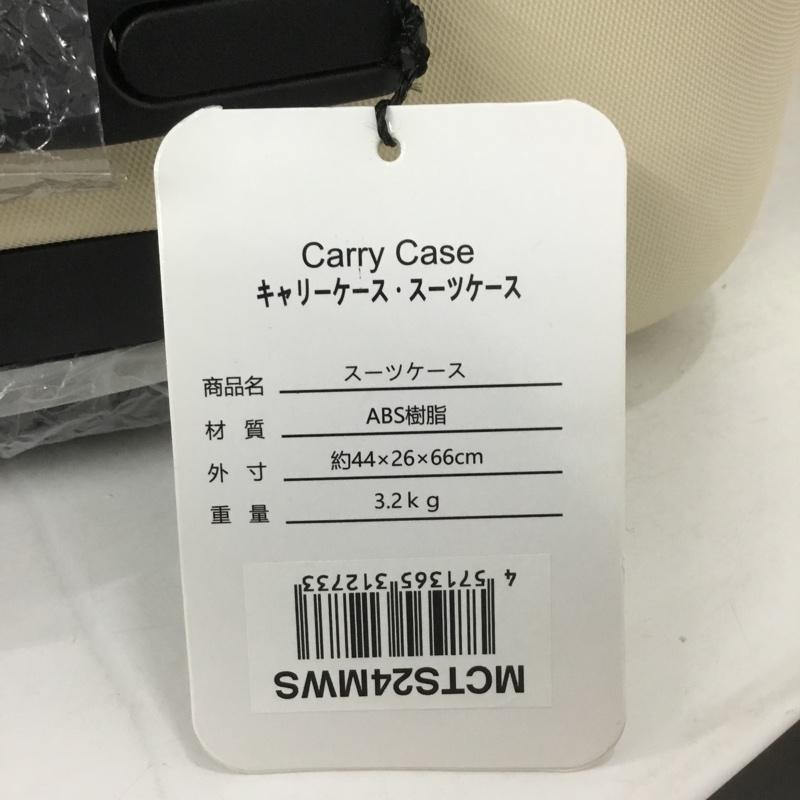 Carry Case
キャリーケース・スーツケース
商品名 スーツケース
材質 ABS樹脂
外寸 約44×26×66cm
重量 3.2kg
4 571365 312733
MCTS24MWS